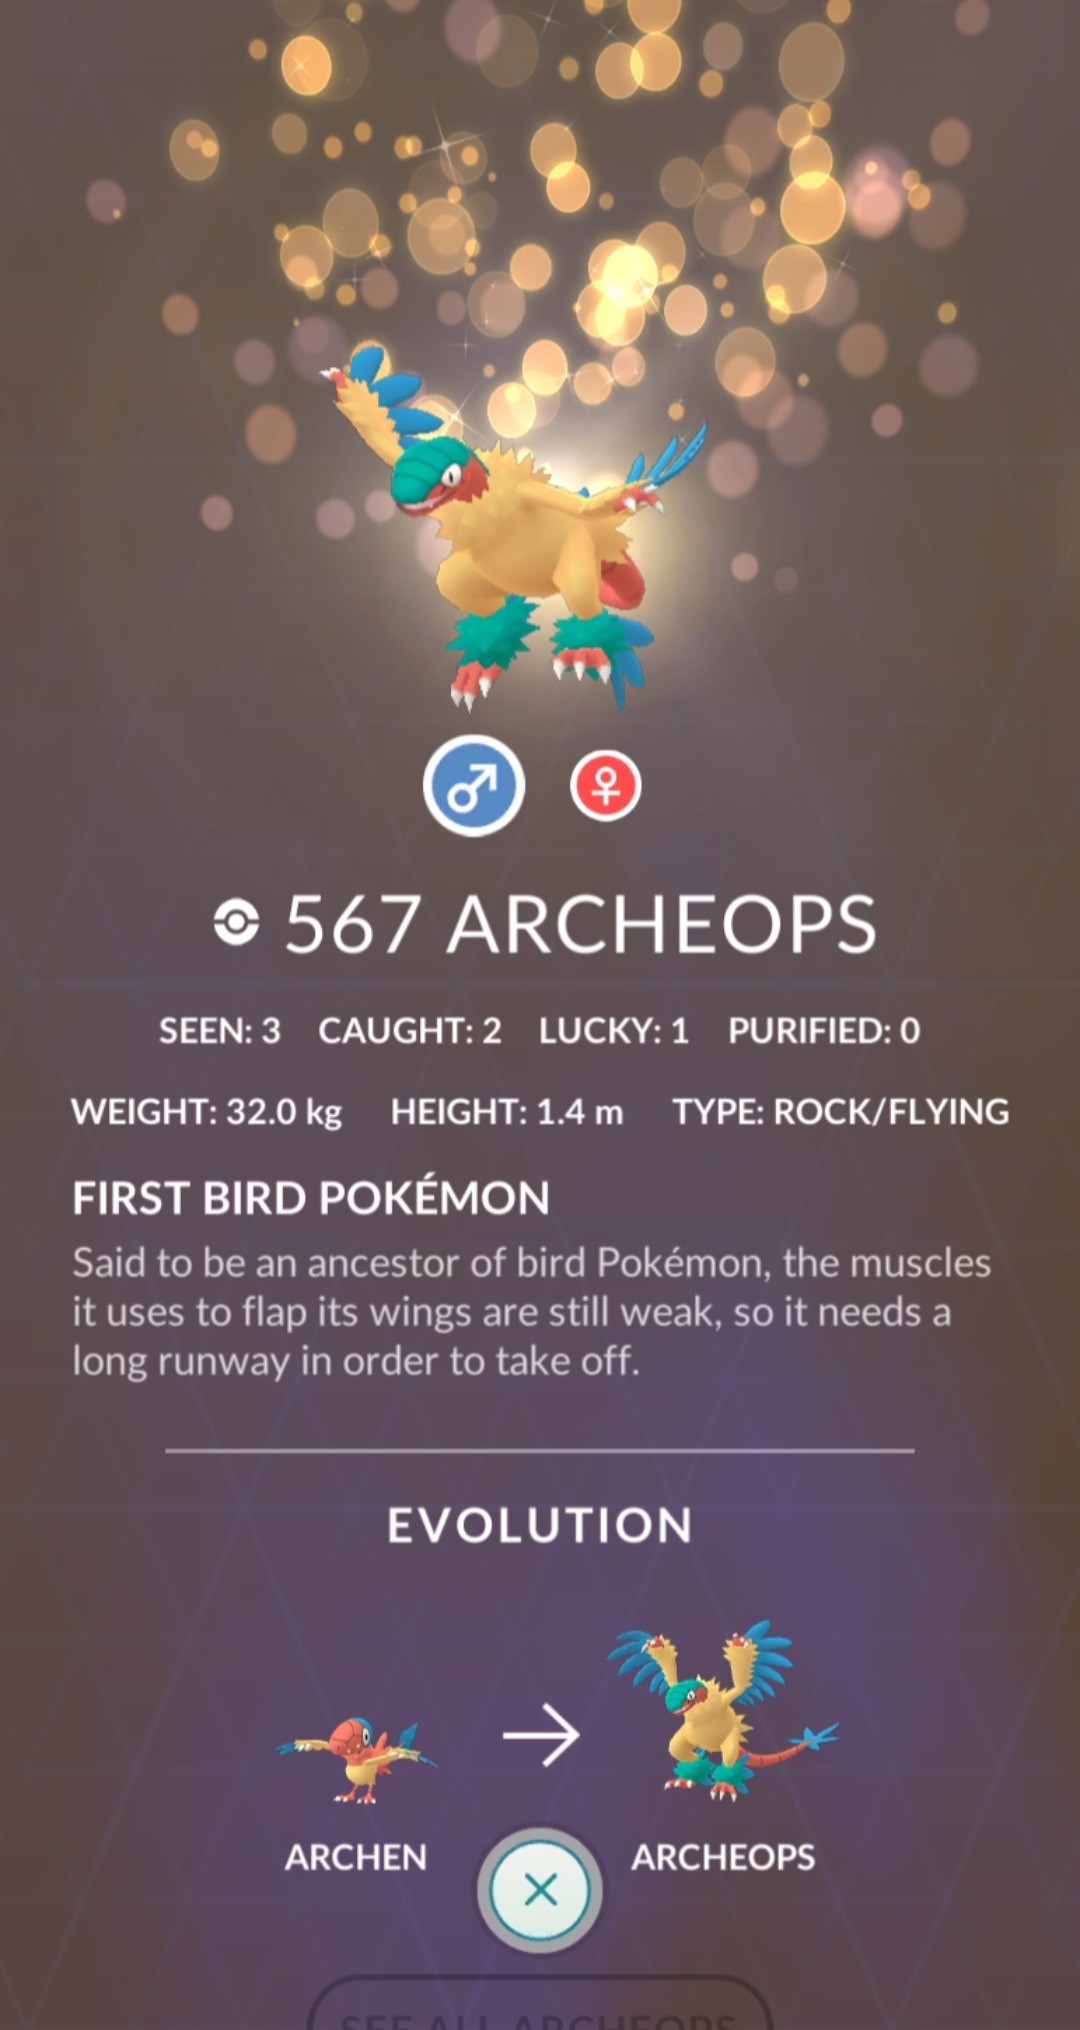 567 ARCHEOPS
SEEN: 3 CAUGHT: 2 LUCKY: 1 PURIFIED: 0
WEIGHT: 32.0 kg HEIGHT: 1.4 m TYPE: ROCK/FLYING
FIRST BIRD POKÉMON
Said to be an ancestor of bird Pokémon, the muscles
it uses to flap its wings are still weak, so it needs a
long runway in order to take off.
EVOLUTION
ARCHEN ARCHEOPS
SEE ALL ARCHEOPS